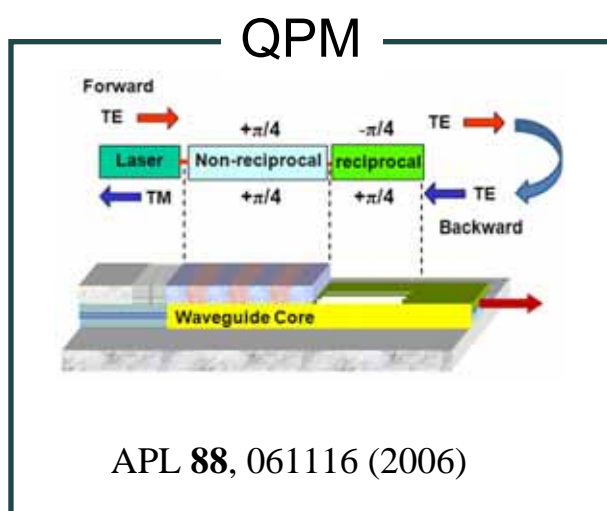 QPM
Forward
TE
+π/4 -π/4 TE
Laser Non-reciprocal reciprocal
TM +π/4 +π/4 TE
Backward
Waveguide Core
APL 88, 061116 (2006)